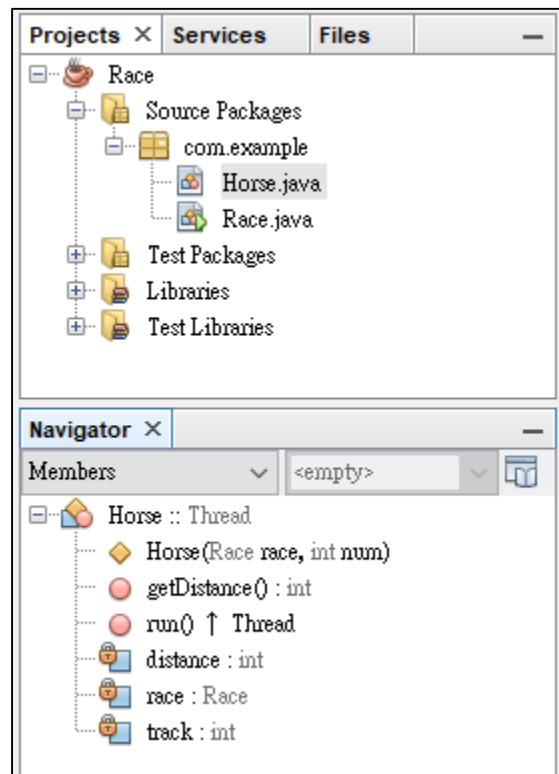 Projects × Services Files
Race
Source Packages
com.example
Horse.java
Race.java
Test Packages
Libraries
Test Libraries
Navigator ×
Members <empty>
Horse :: Thread
Horse(Race race, int num)
getDistance() : int
run() ↑ Thread
distance : int
race : Race
track : int